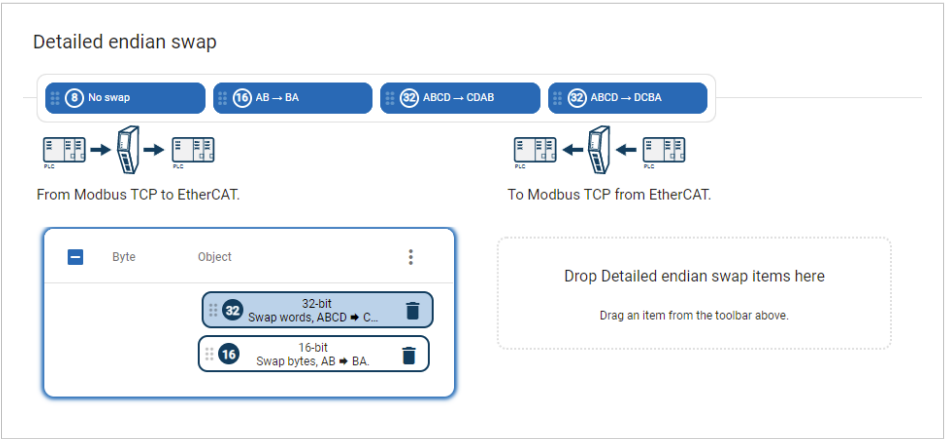 Detailed endian swap
8 No swap
16 AB → BA
32 ABCD → CDAB
32 ABCD → DCBA
PLC PLC
PLC PLC
From Modbus TCP to EtherCAT.
To Modbus TCP from EtherCAT.
Byte Object
32 32-bit
Swap words, ABCD ➡ C...
16 16-bit
Swap bytes, AB ➡ BA.
Drop Detailed endian swap items here
Drag an item from the toolbar above.